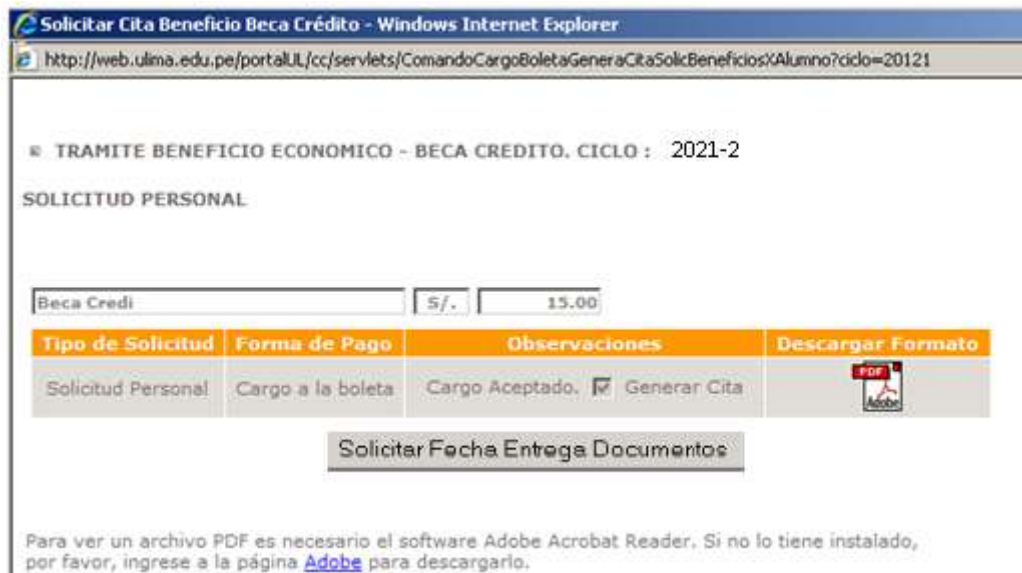 Solicitar Cita Beneficio Beca Crédito - Windows Internet Explorer
http://web.ulima.edu.pe/portalUL/cc/servlets/ComandoCargoBoletaGeneraCitaSolicBeneficiosXAlumno?ciclo=20121
TRAMITE BENEFICIO ECONOMICO - BECA CREDITO. CICLO : 2021-2
SOLICITUD PERSONAL
Beca Credi S/. 15.00
Tipo de Solicitud Forma de Pago Observaciones Descargar Formato
Solicitud Personal Cargo a la boleta Cargo Aceptado. Generar Cita PDF Adobe
Solicitar Fecha Entrega Documentos
Para ver un archivo PDF es necesario el software Adobe Acrobat Reader. Si no lo tiene instalado,
por favor, ingrese a la página Adobe para descargarlo.